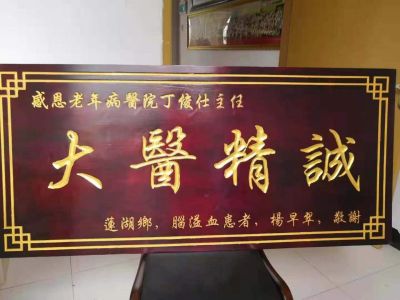 感恩老年病醫院丁俊仕主任
大醫精誠
蓮湖鄉，腦溢血患者，楊早翠，敬謝